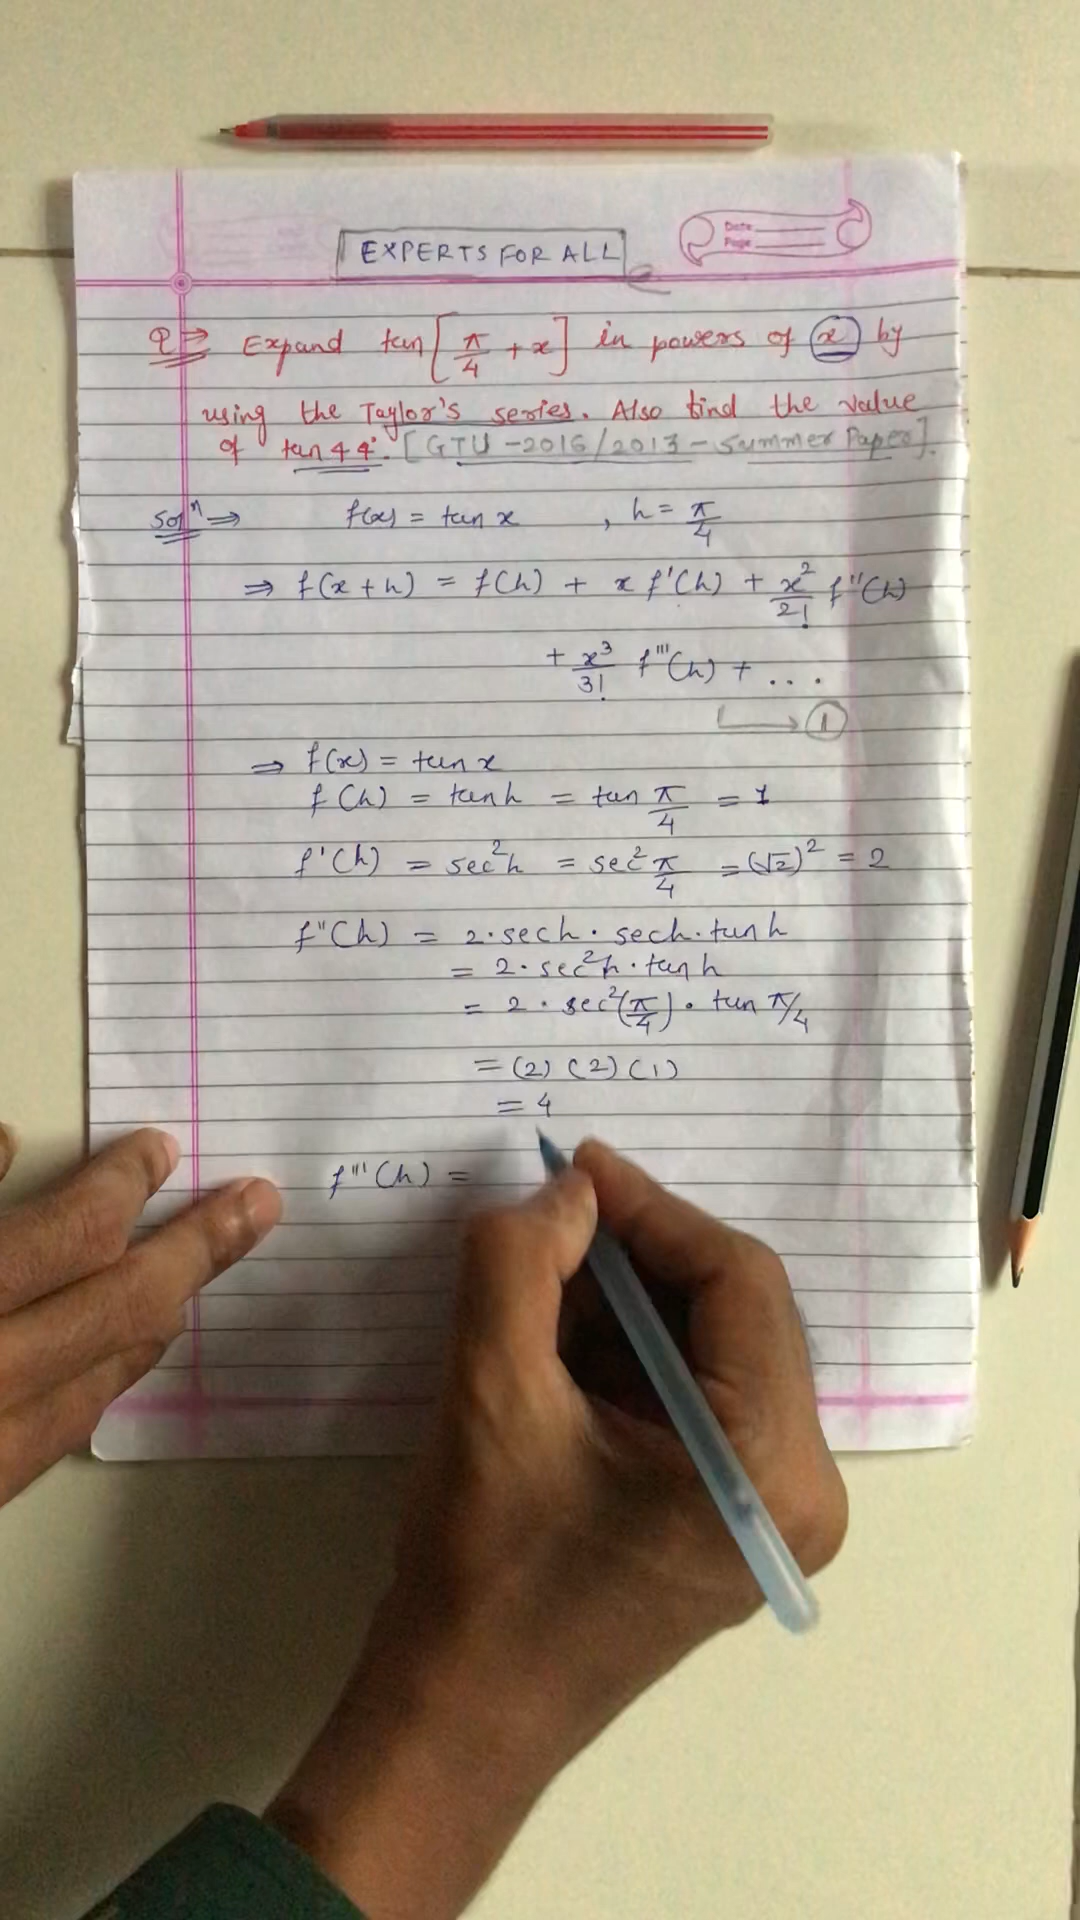 EXPERTS FOR ALL
Date
Page
Q ⇒ Expand tan[π/4 + x] in powers of (x) by
using the Taylor's series. Also find the value
of tan 44°. [GTU - 2016/2013 - Summer Paper].
Solⁿ ⇒ f(x) = tan x , h = π/4
⇒ f(x + h) = f(h) + x f'(h) + x²/2! f''(h)
+ x³/3! f'''(h) + ...
①
⇒ f(x) = tan x
f(h) = tan h = tan π/4 = 1
f'(h) = sec²h = sec² π/4 = (√2)² = 2
f''(h) = 2·sec h · sec h · tan h
= 2·sec²h · tan h
= 2 · sec²(π/4) · tan π/4
= (2) (2) (1)
= 4
f'''(h) =